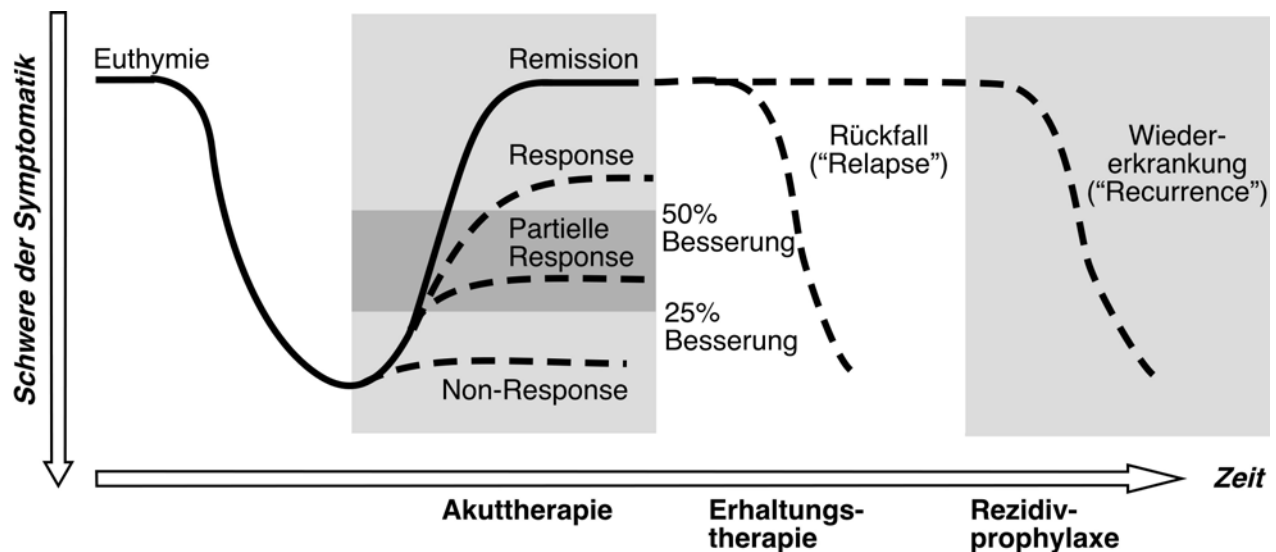 Schwere der Symptomatik
Euthymie
Remission
Response
Partielle
Response
Non-Response
50%
Besserung
25%
Besserung
Rückfall
(“Relapse”)
Wieder-
erkrankung
(“Recurrence”)
Zeit
Akuttherapie
Erhaltungs-
therapie
Rezidiv-
prophylaxe